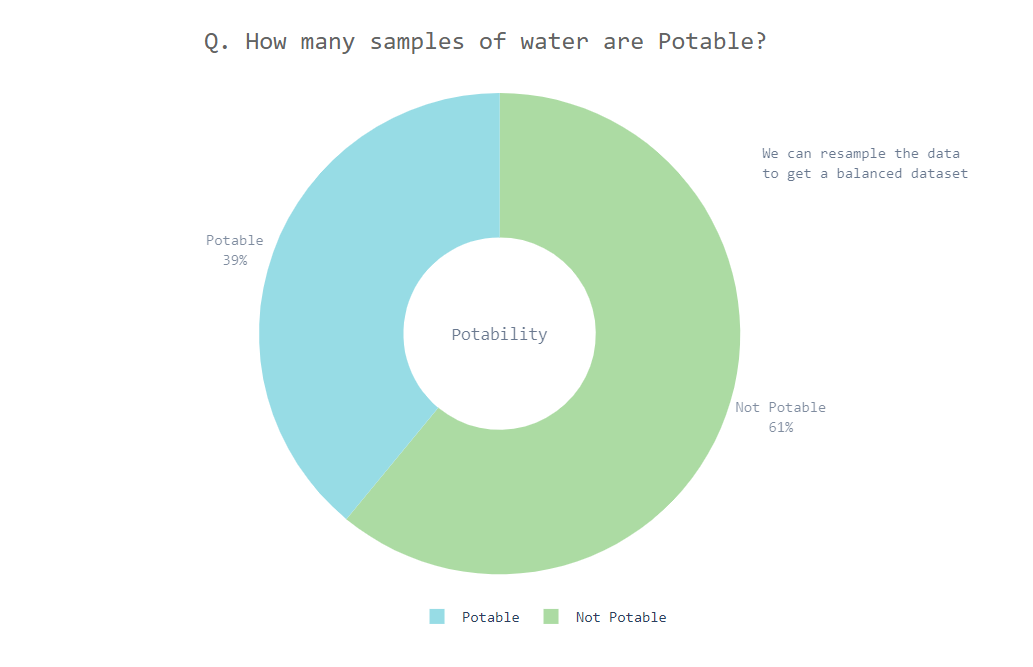 Q. How many samples of water are Potable?
We can resample the data
to get a balanced dataset
Potable
39%
Potability
Not Potable
61%
Potable
Not Potable